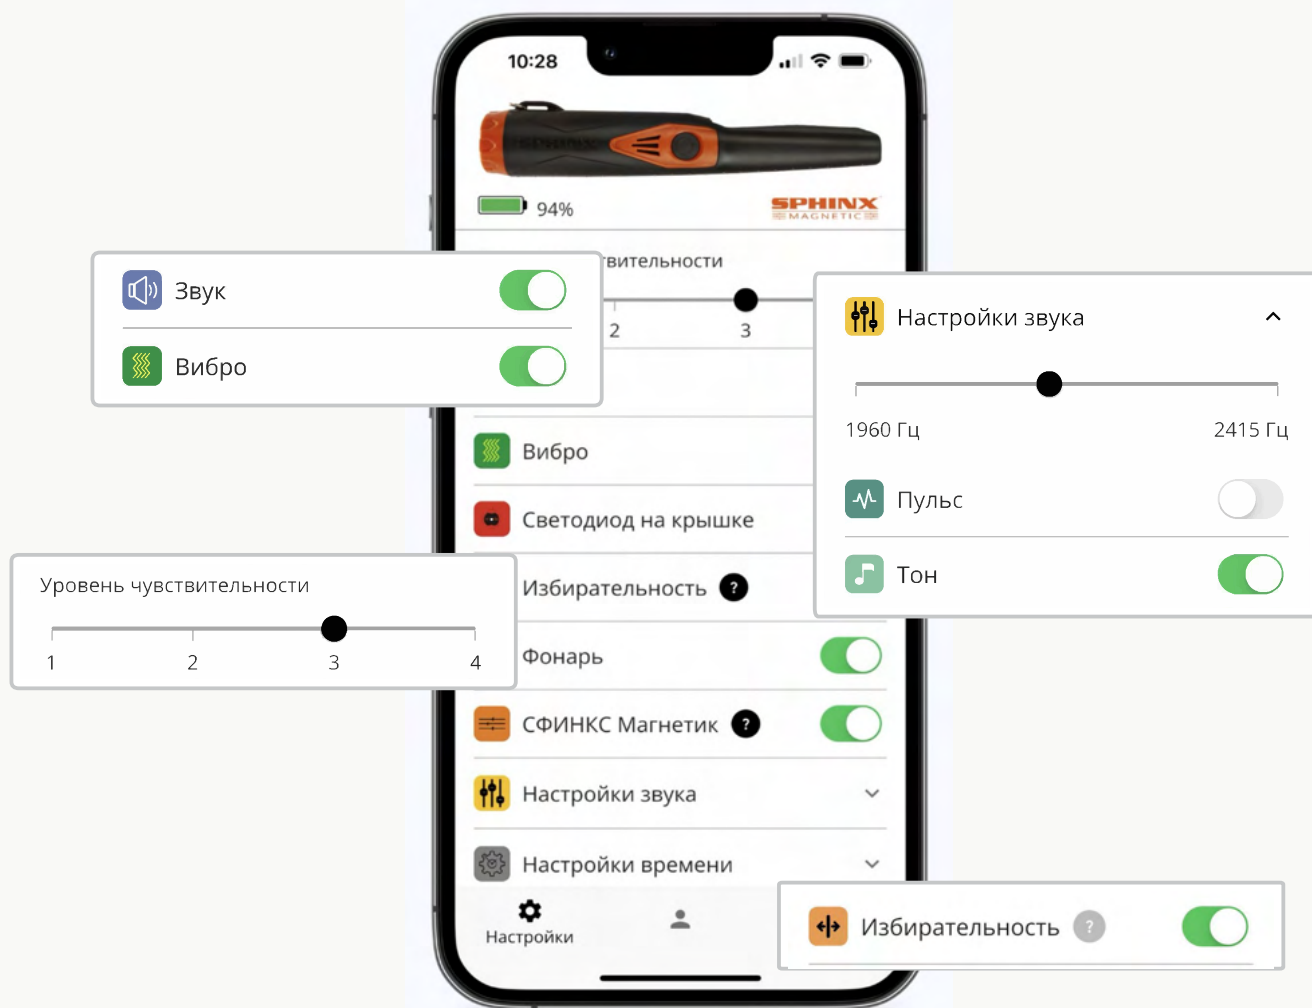 10:28
94%
SPHINX
MAGNETIC
вительности
2
3
Звук
Вибро
Настройки звука
1960 Гц
2415 Гц
Пульс
Тон
Вибро
Светодиод на крышке
Избирательность ?
Уровень чувствительности
1
2
3
4
Фонарь
СФИНКС Магнетик ?
Настройки звука
Настройки времени
Настройки
Избирательность ?